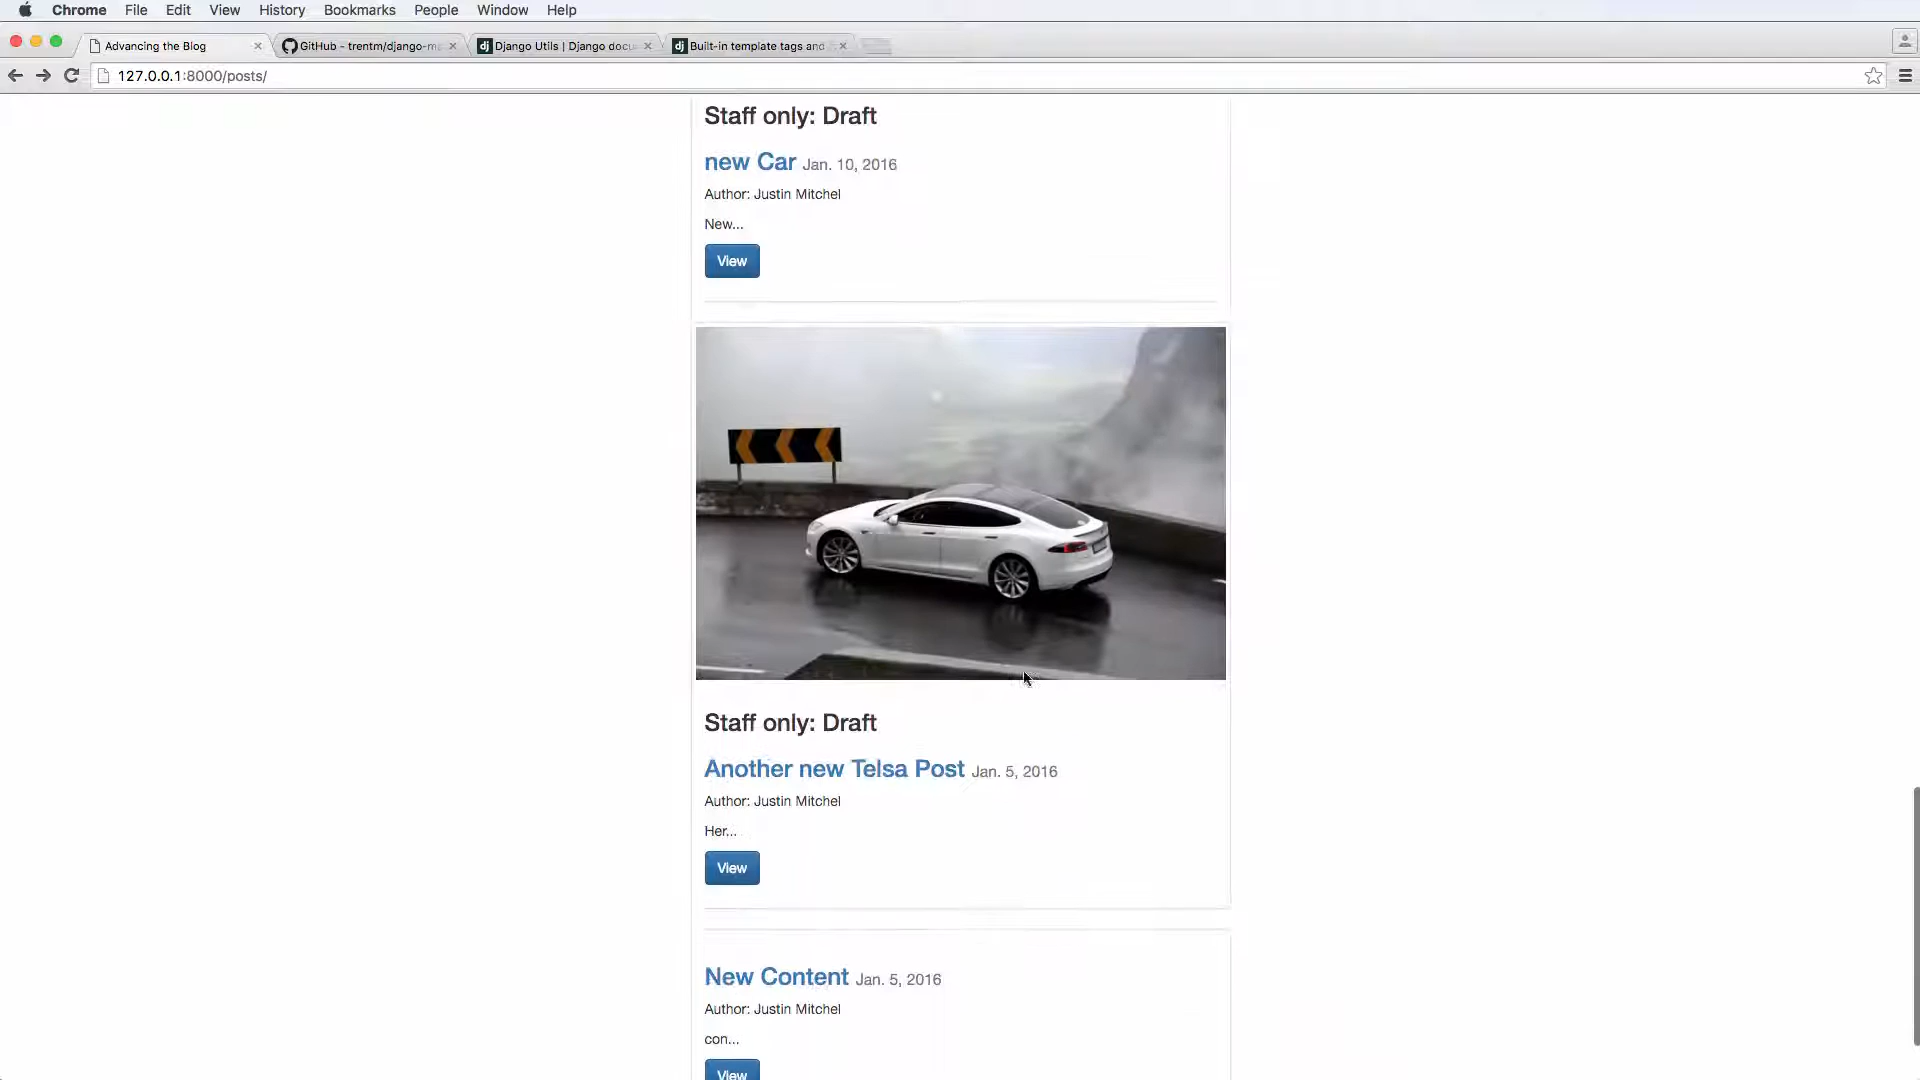 Chrome File Edit View History Bookmarks People Window Help
Advancing the Blog
GitHub - trentm/django-m
Django Utils | Django docu
Built-in template tags and
127.0.0.1:8000/posts/
Staff only: Draft
new Car Jan. 10, 2016
Author: Justin Mitchel
New...
View
Staff only: Draft
Another new Telsa Post Jan. 5, 2016
Author: Justin Mitchel
Her...
View
New Content Jan. 5, 2016
Author: Justin Mitchel
con...
View